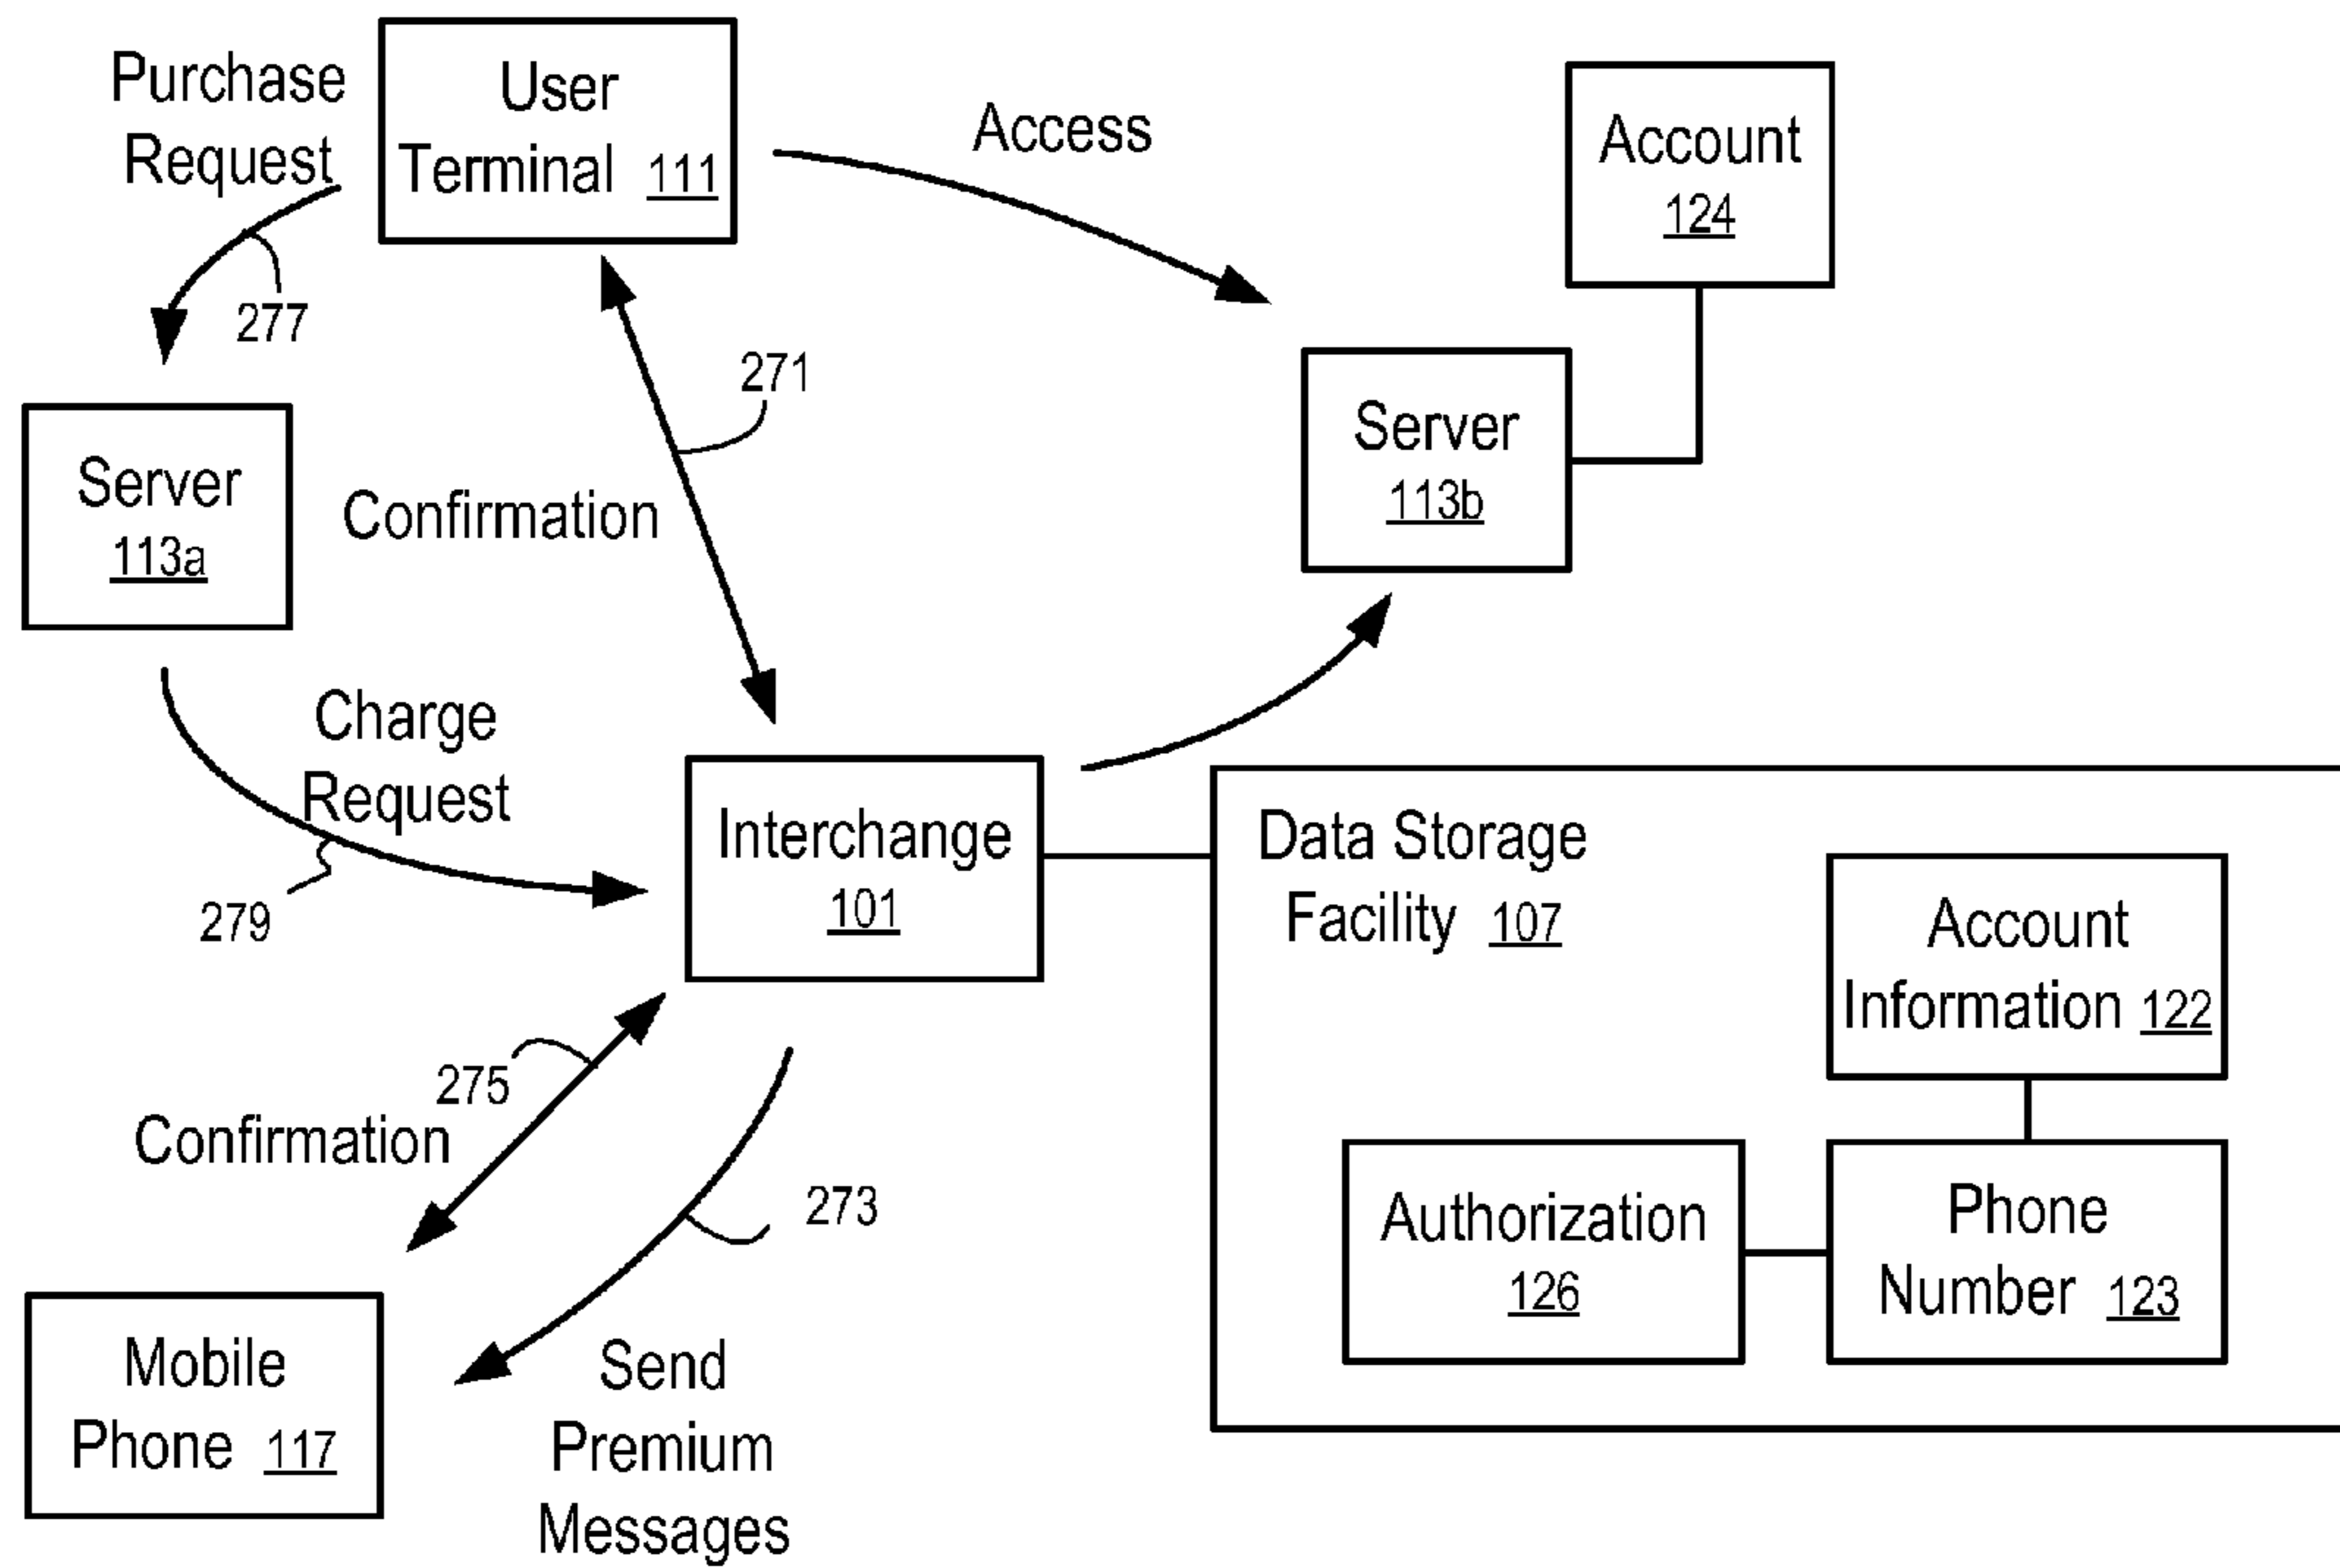 Purchase
Request
277
User
Terminal 111
Access
Account
124
271
Confirmation
Server
113a
Server
113b
Charge
Request
279
Interchange
101
Data Storage
Facility 107
Account
Information 122
Authorization
126
Phone
Number 123
275
Confirmation
273
Mobile
Phone 117
Send
Premium
Messages